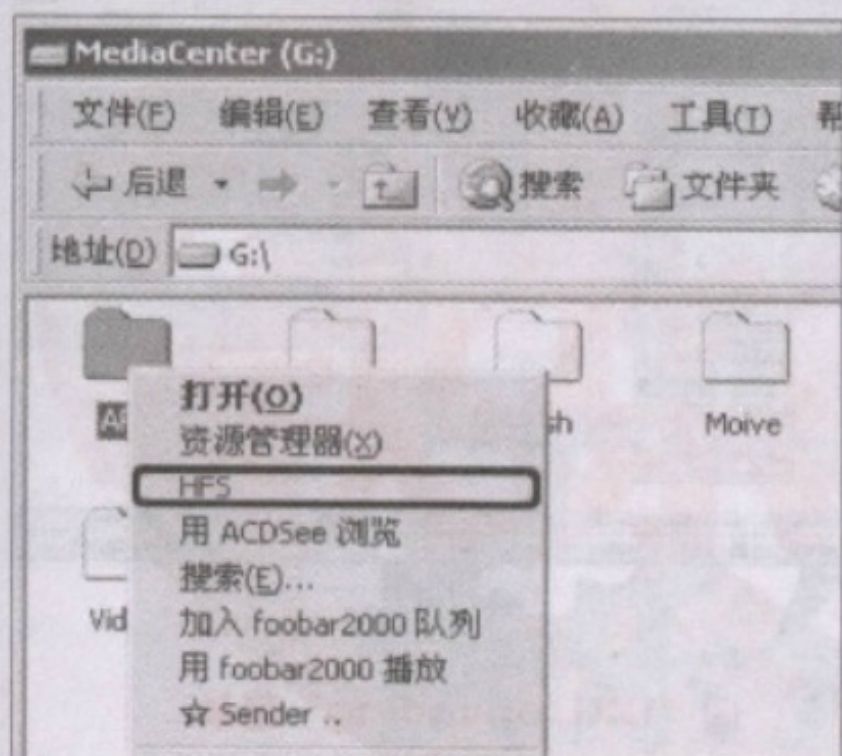 MediaCenter (G:)
文件(F) 编辑(E) 查看(V) 收藏(A) 工具(T)
后退 搜索 文件夹
地址(D) G:\
Moive
打开(O)
资源管理器(X)
HFS
用 ACDSee 浏览
搜索(E)...
Vid
加入 foobar2000 队列
用 foobar2000 播放
☆ Sender ..